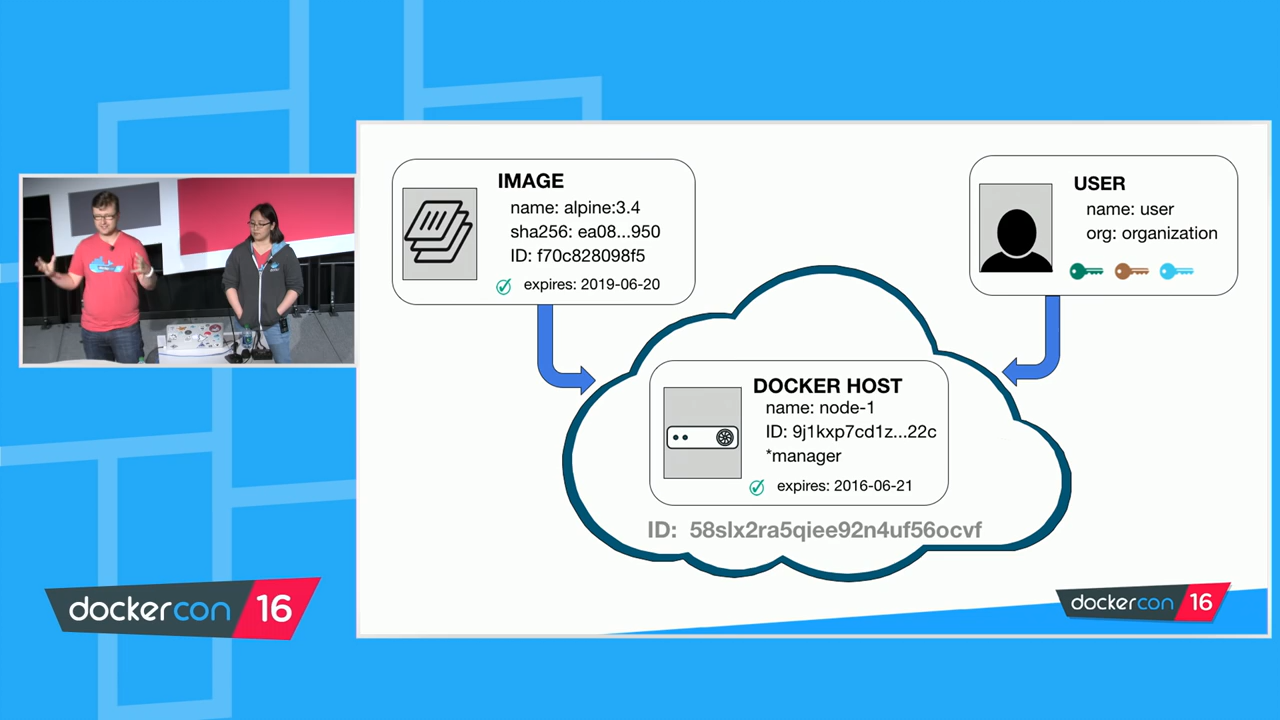 IMAGE
name: alpine:3.4
sha256: ea08...950
ID: f70c828098f5
expires: 2019-06-20
USER
name: user
org: organization
DOCKER HOST
name: node-1
ID: 9j1kxp7cd1z...22c
*manager
expires: 2016-06-21
ID: 58slx2ra5qiee92n4uf56ocvf
dockercon 16
dockercon 16